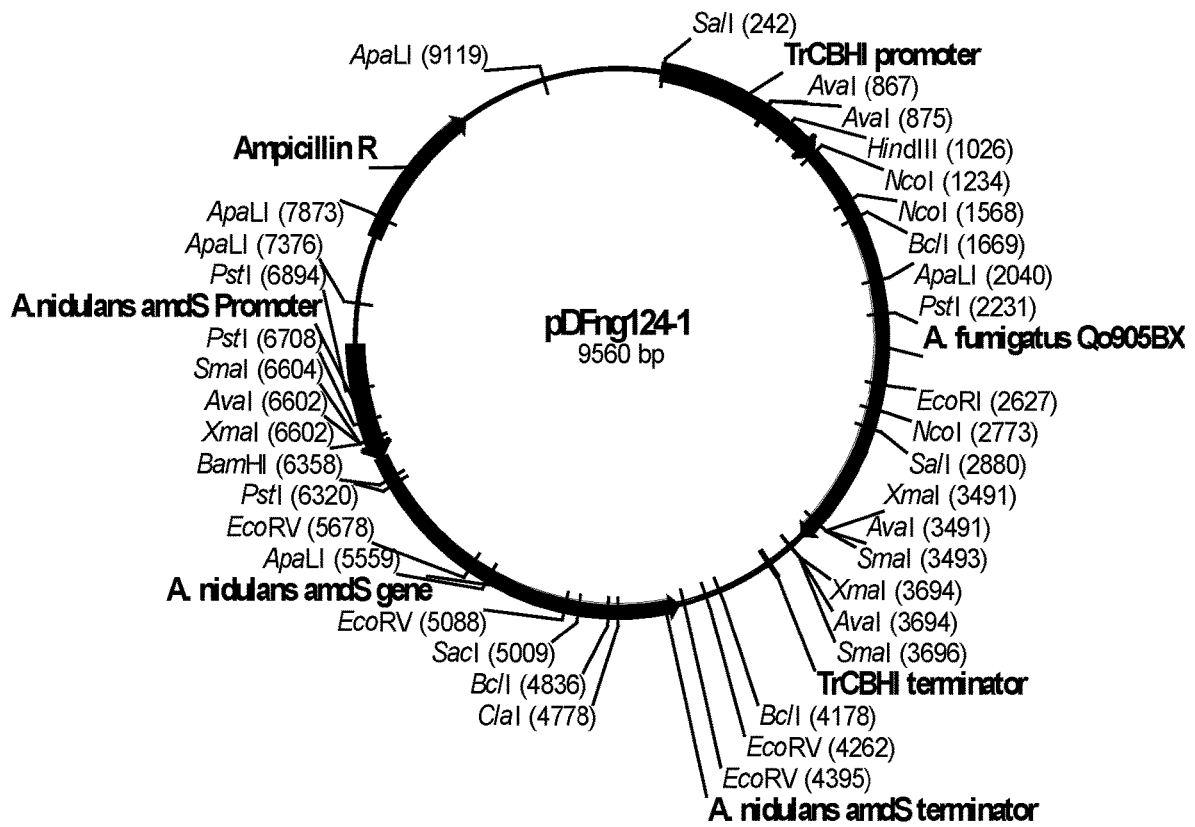 SalI (242)
TrCBHI promoter
AvaI (867)
AvaI (875)
HindIII (1026)
NcoI (1234)
NcoI (1568)
BclI (1669)
ApaLI (2040)
PstI (2231)
A. fumigatus Qo905BX
EcoRI (2627)
NcoI (2773)
SalI (2880)
XmaI (3491)
AvaI (3491)
SmaI (3493)
XmaI (3694)
AvaI (3694)
SmaI (3696)
TrCBHI terminator
BclI (4178)
EcoRV (4262)
EcoRV (4395)
A. nidulans amdS terminator
ClaI (4778)
BclI (4836)
SacI (5009)
EcoRV (5088)
A. nidulans amdS gene
ApaLI (5559)
EcoRV (5678)
PstI (6320)
BamHI (6358)
XmaI (6602)
AvaI (6602)
SmaI (6604)
PstI (6708)
A.nidulans amdS Promoter
PstI (6894)
ApaLI (7376)
ApaLI (7873)
Ampicillin R
ApaLI (9119)
pDFng124-1
9560 bp